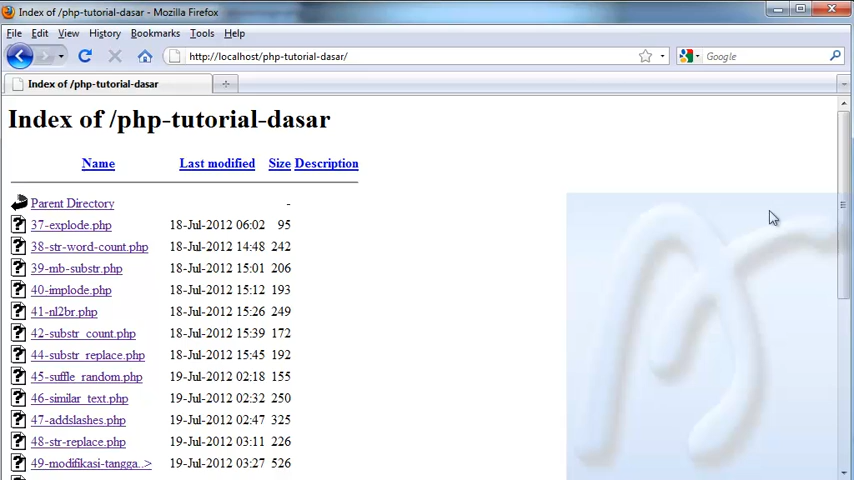 Index of /php-tutorial-dasar - Mozilla Firefox
File Edit View History Bookmarks Tools Help
http://localhost/php-tutorial-dasar/ Google
Index of /php-tutorial-dasar
Index of /php-tutorial-dasar
Name Last modified Size Description
Parent Directory -
37-explode.php 18-Jul-2012 06:02 95
38-str-word-count.php 18-Jul-2012 14:48 242
39-mb-substr.php 18-Jul-2012 15:01 206
40-implode.php 18-Jul-2012 15:12 193
41-nl2br.php 18-Jul-2012 15:26 249
42-substr_count.php 18-Jul-2012 15:39 172
44-substr_replace.php 18-Jul-2012 15:45 192
45-suffle_random.php 19-Jul-2012 02:18 155
46-similar_text.php 19-Jul-2012 02:32 250
47-addslashes.php 19-Jul-2012 02:47 325
48-str-replace.php 19-Jul-2012 03:11 226
49-modifikasi-tangga..> 19-Jul-2012 03:27 526